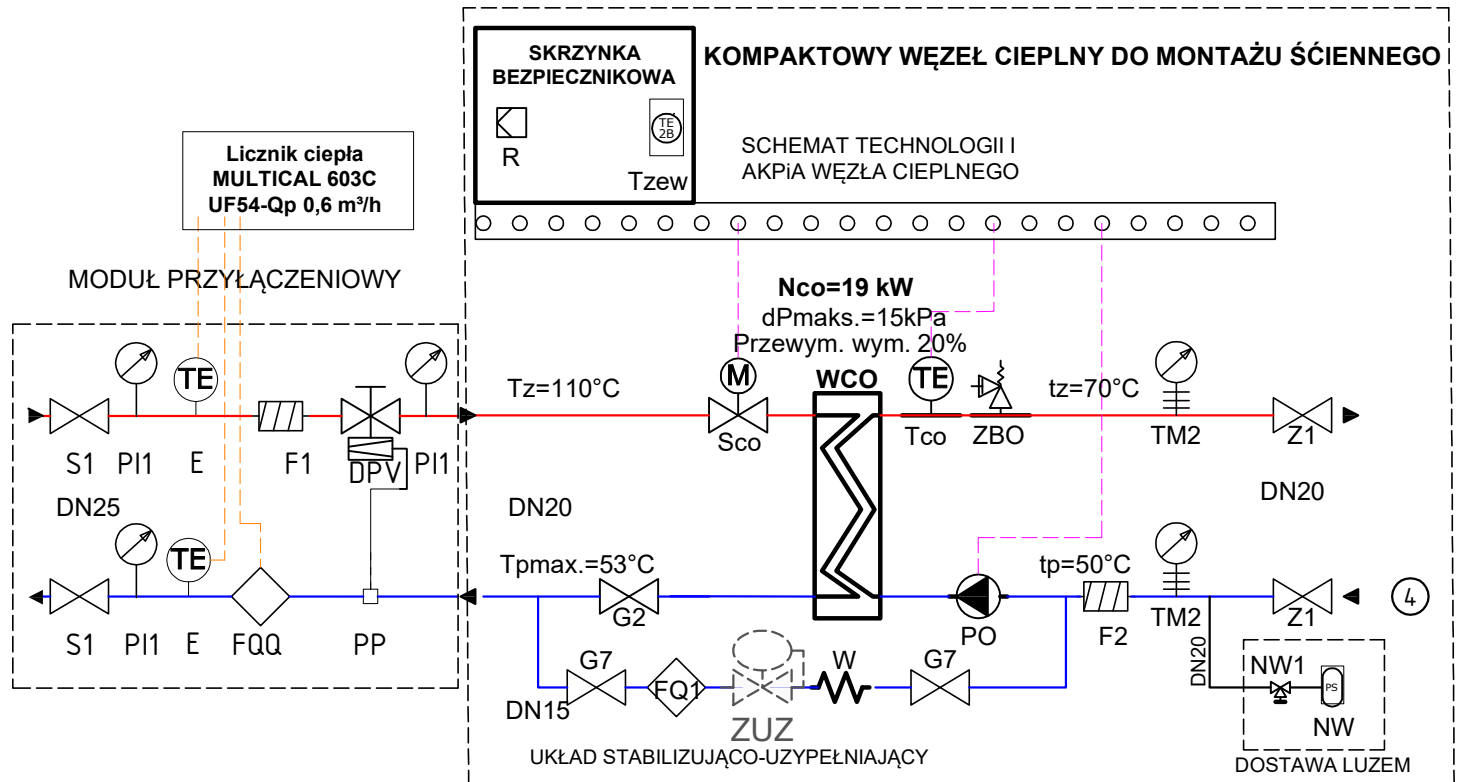 SKRZYNKA
BEZPIECZNIKOWA
KOMPAKTOWY WĘZEŁ CIEPLNY DO MONTAŻU ŚĆIENNEGO
R
TE
2B
Tzew
SCHEMAT TECHNOLOGII I
AKPiA WĘZŁA CIEPLNEGO
Licznik ciepła
MULTICAL 603C
UF54-Qp 0,6 m³/h
MODUŁ PRZYŁĄCZENIOWY
Nco=19 kW
dPmaks.=15kPa
Przewym. wym. 20%
TE
Tz=110°C
M
WCO
TE
tz=70°C
S1
PI1
E
F1
DPV
PI1
Sco
Tco
ZBO
TM2
Z1
DN25
DN20
DN20
TE
Tpmax.=53°C
tp=50°C
S1
PI1
E
FQQ
PP
G2
PO
F2
TM2
Z1
4
G7
FQ1
W
G7
DN20
NW1
PS
DN15
ZUZ
NW
UKŁAD STABILIZUJĄCO-UZYPEŁNIAJĄCY
DOSTAWA LUZEM